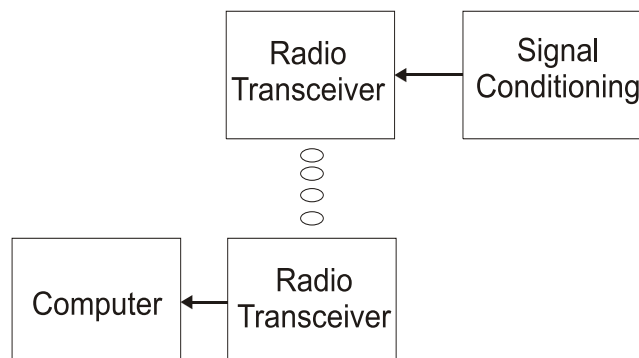 Radio
Transceiver
Signal
Conditioning
Computer
Radio
Transceiver